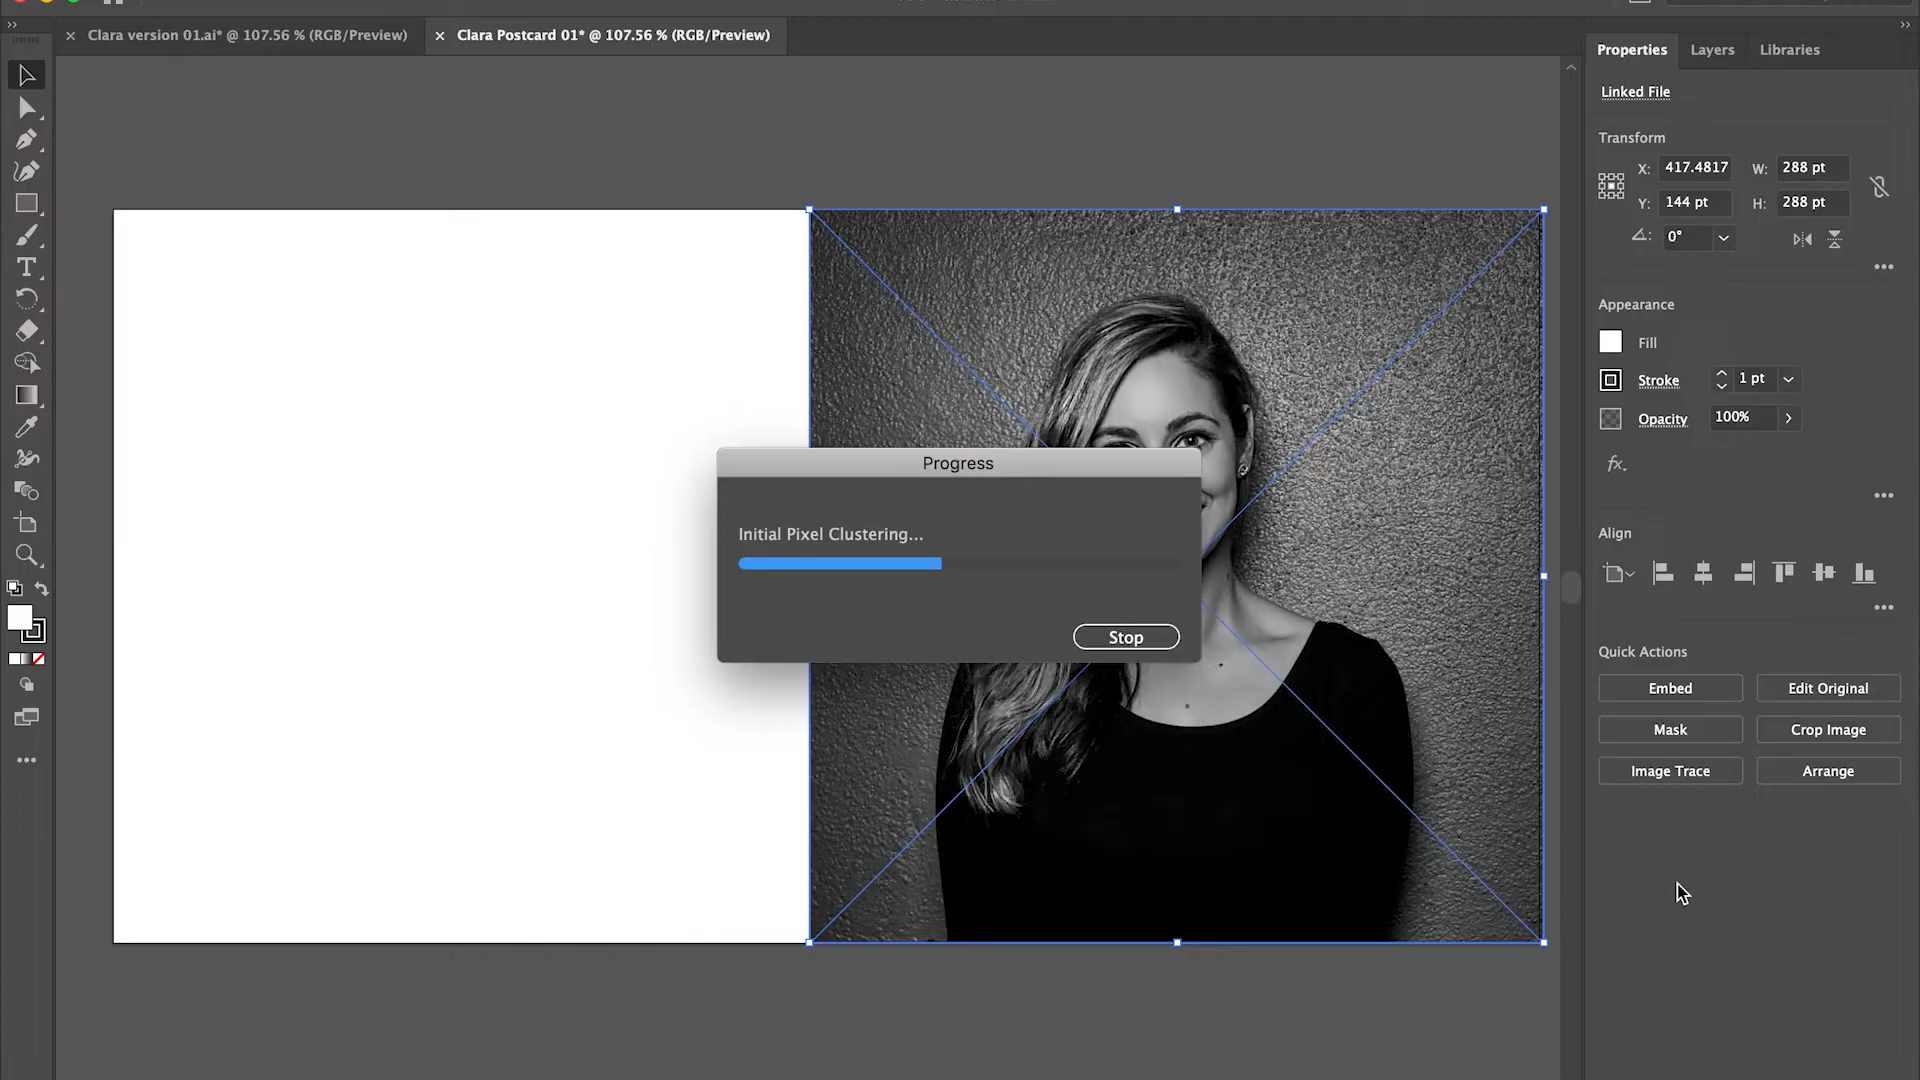 Clara version 01.ai* @ 107.56 % (RGB/Preview)
Clara Postcard 01* @ 107.56 % (RGB/Preview)
Properties
Layers
Libraries
Linked File
Transform
X: 417.4817
W: 288 pt
Y: 144 pt
H: 288 pt
0°
Appearance
Fill
Stroke
1 pt
Opacity
100%
fx.
Progress
Initial Pixel Clustering...
Stop
Align
Quick Actions
Embed
Edit Original
Mask
Crop Image
Image Trace
Arrange